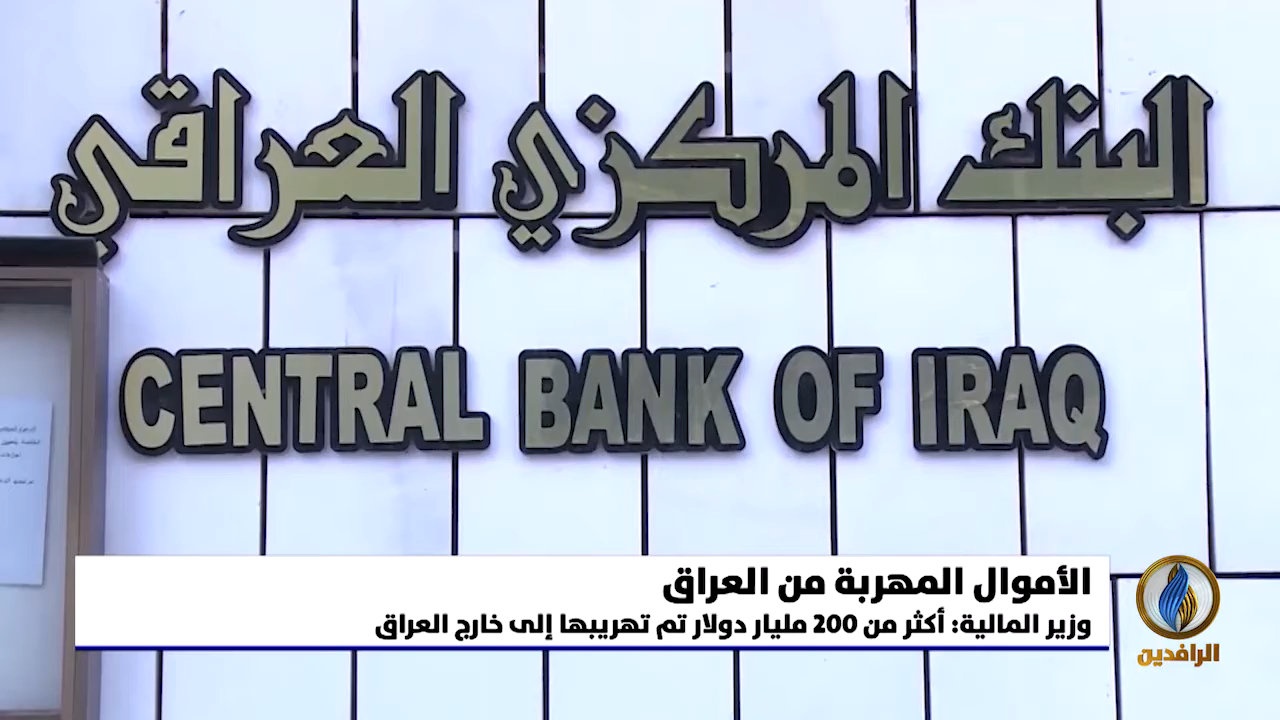 البنك المركزي العراقي
CENTRAL BANK OF IRAQ
الأموال المهربة من العراق
وزير المالية: أكثر من 200 مليار دولار تم تهريبها إلى خارج العراق
الرافدين